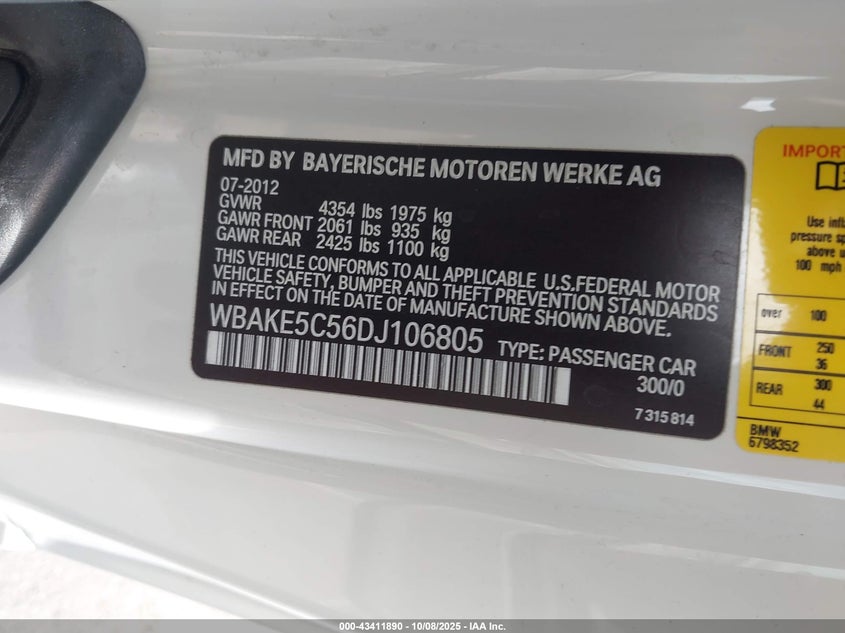 MFD BY BAYERISCHE MOTOREN WERKE AG
07-2012
GVWR 4354 lbs 1975 kg
GAWR FRONT 2061 lbs 935 kg
GAWR REAR 2425 lbs 1100 kg
THIS VEHICLE CONFORMS TO ALL APPLICABLE U.S.FEDERAL MOTOR
VEHICLE SAFETY, BUMPER AND THEFT PREVENTION STANDARDS
IN EFFECT ON THE DATE OF MANUFACTURE SHOWN ABOVE.
WBAKE5C56DJ106805 TYPE: PASSENGER CAR
300/0
7 315 814
IMPORT
Use infl
pressure sp
above
100 mph
over 100
FRONT 250
36
REAR 300
44
BMW
6798352
000-43411890 - 10/08/2025 - IAA Inc.